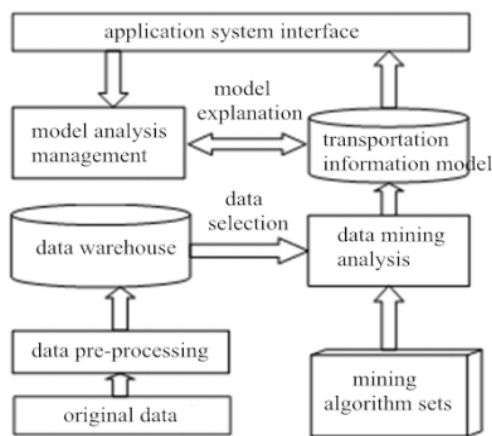 application system interface
model
explanation
model analysis
management
transportation
information model
data
selection
data warehouse
data mining
analysis
data pre-processing
mining
algorithm sets
original data